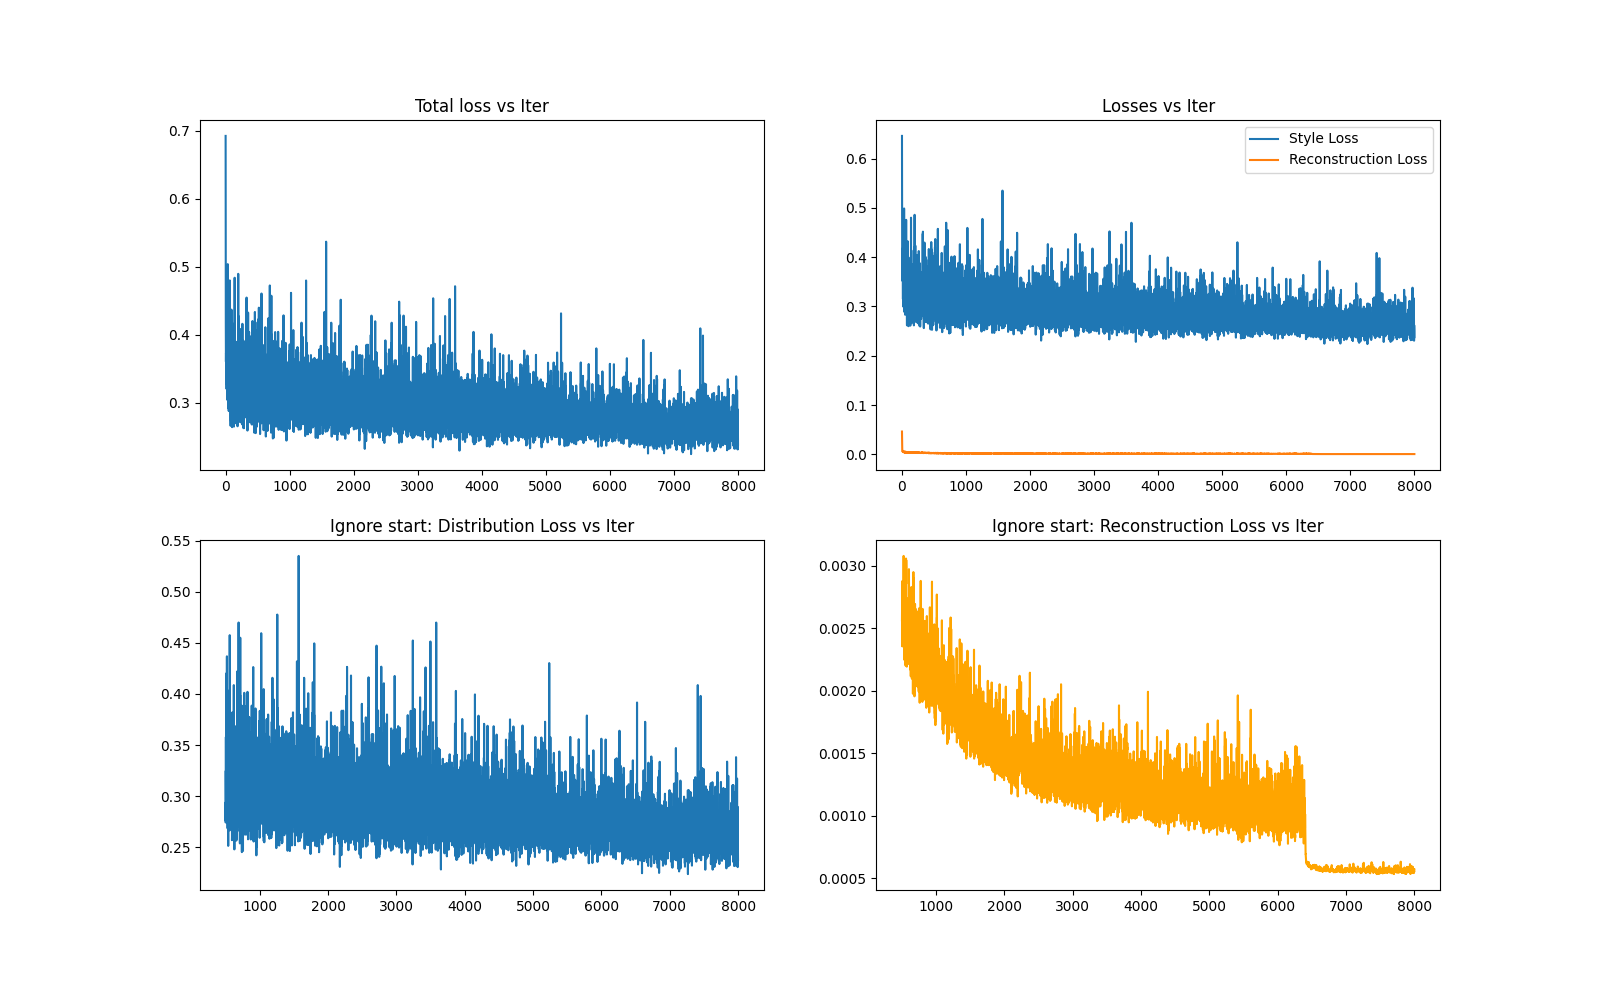 Total loss vs Iter
0.7
0.6
0.5
0.4
0.3
0 1000 2000 3000 4000 5000 6000 7000 8000
Losses vs Iter
Style Loss
Reconstruction Loss
0.6
0.5
0.4
0.3
0.2
0.1
0.0
0 1000 2000 3000 4000 5000 6000 7000 8000
Ignore start: Distribution Loss vs Iter
0.55
0.50
0.45
0.40
0.35
0.30
0.25
1000 2000 3000 4000 5000 6000 7000 8000
Ignore start: Reconstruction Loss vs Iter
0.0030
0.0025
0.0020
0.0015
0.0010
0.0005
1000 2000 3000 4000 5000 6000 7000 8000